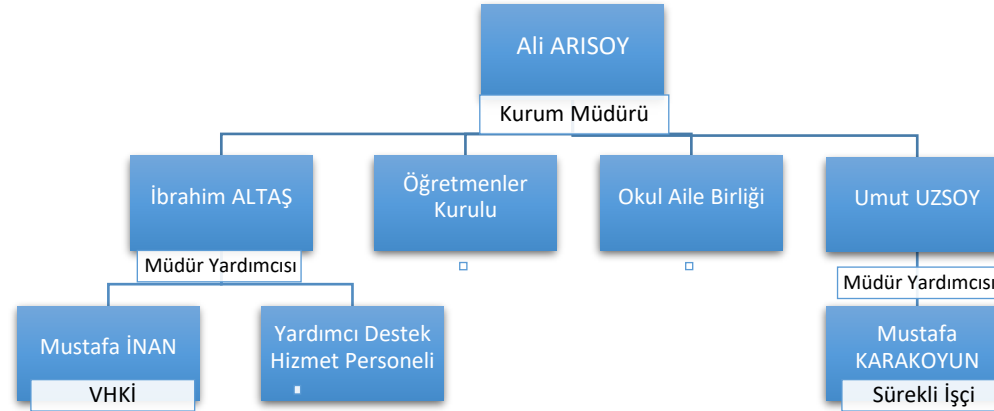 Ali ARISOY
Kurum Müdürü
İbrahim ALTAŞ
Müdür Yardımcısı
Öğretmenler
Kurulu
Okul Aile Birliği
Umut UZSOY
Müdür Yardımcısı
Mustafa İNAN
VHKİ
Yardımcı Destek
Hizmet Personeli
Mustafa
KARAKOYUN
Sürekli İşçi